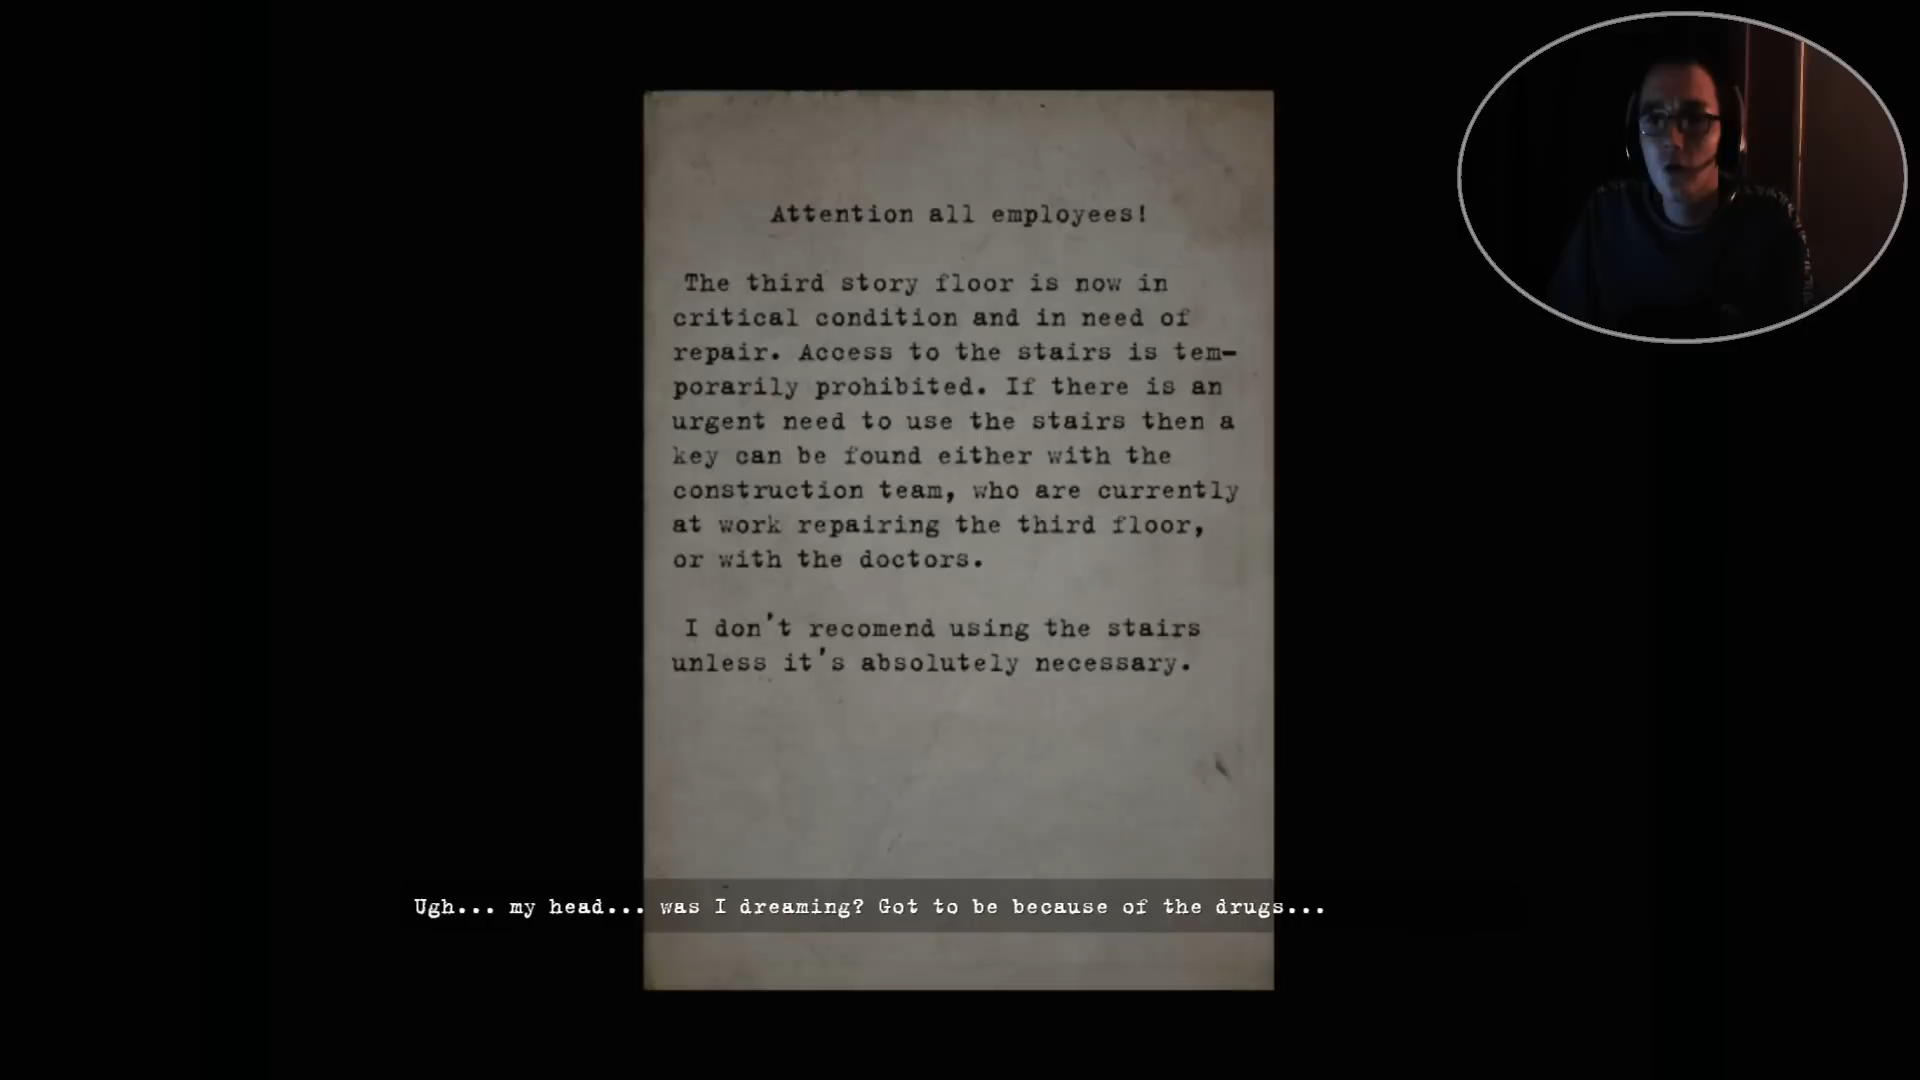 Attention all employees!
The third story floor is now in
critical condition and in need of
repair. Access to the stairs is tem-
porarily prohibited. If there is an
urgent need to use the stairs then a
key can be found either with the
construction team, who are currently
at work repairing the third floor,
or with the doctors.
I don't recomend using the stairs
unless it's absolutely necessary.
Ugh... my head... was I dreaming? Got to be because of the drugs...